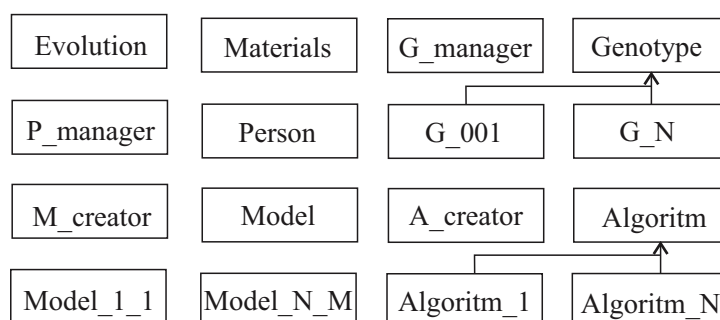 Evolution Materials G_manager Genotype
P_manager Person G_001 G_N
M_creator Model A_creator Algoritm
Model_1_1 Model_N_M Algoritm_1 Algoritm_N